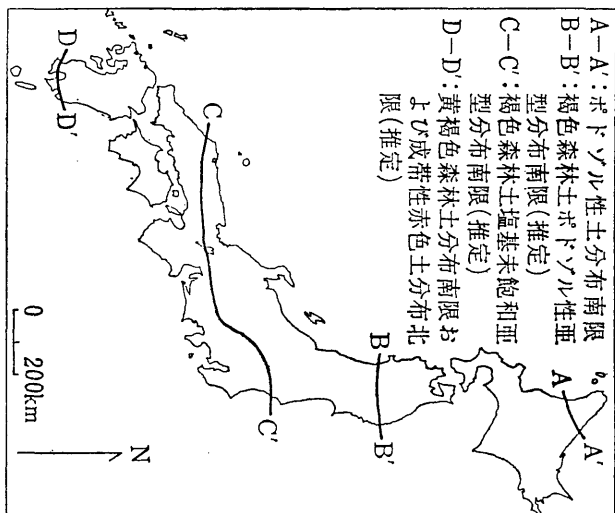 A—A′:ポドゾル性土分布南限
B—B′:褐色森林土ポドゾル性亜
型分布南限(推定)
C—C′:褐色森林土塩基未飽和亜
型分布南限(推定)
D—D′:黄褐色森林土分布南限お
よび成帯性赤色土分布北
限(推定)
A
A′
B
B′
C
C′
D
D′
0 200km
N